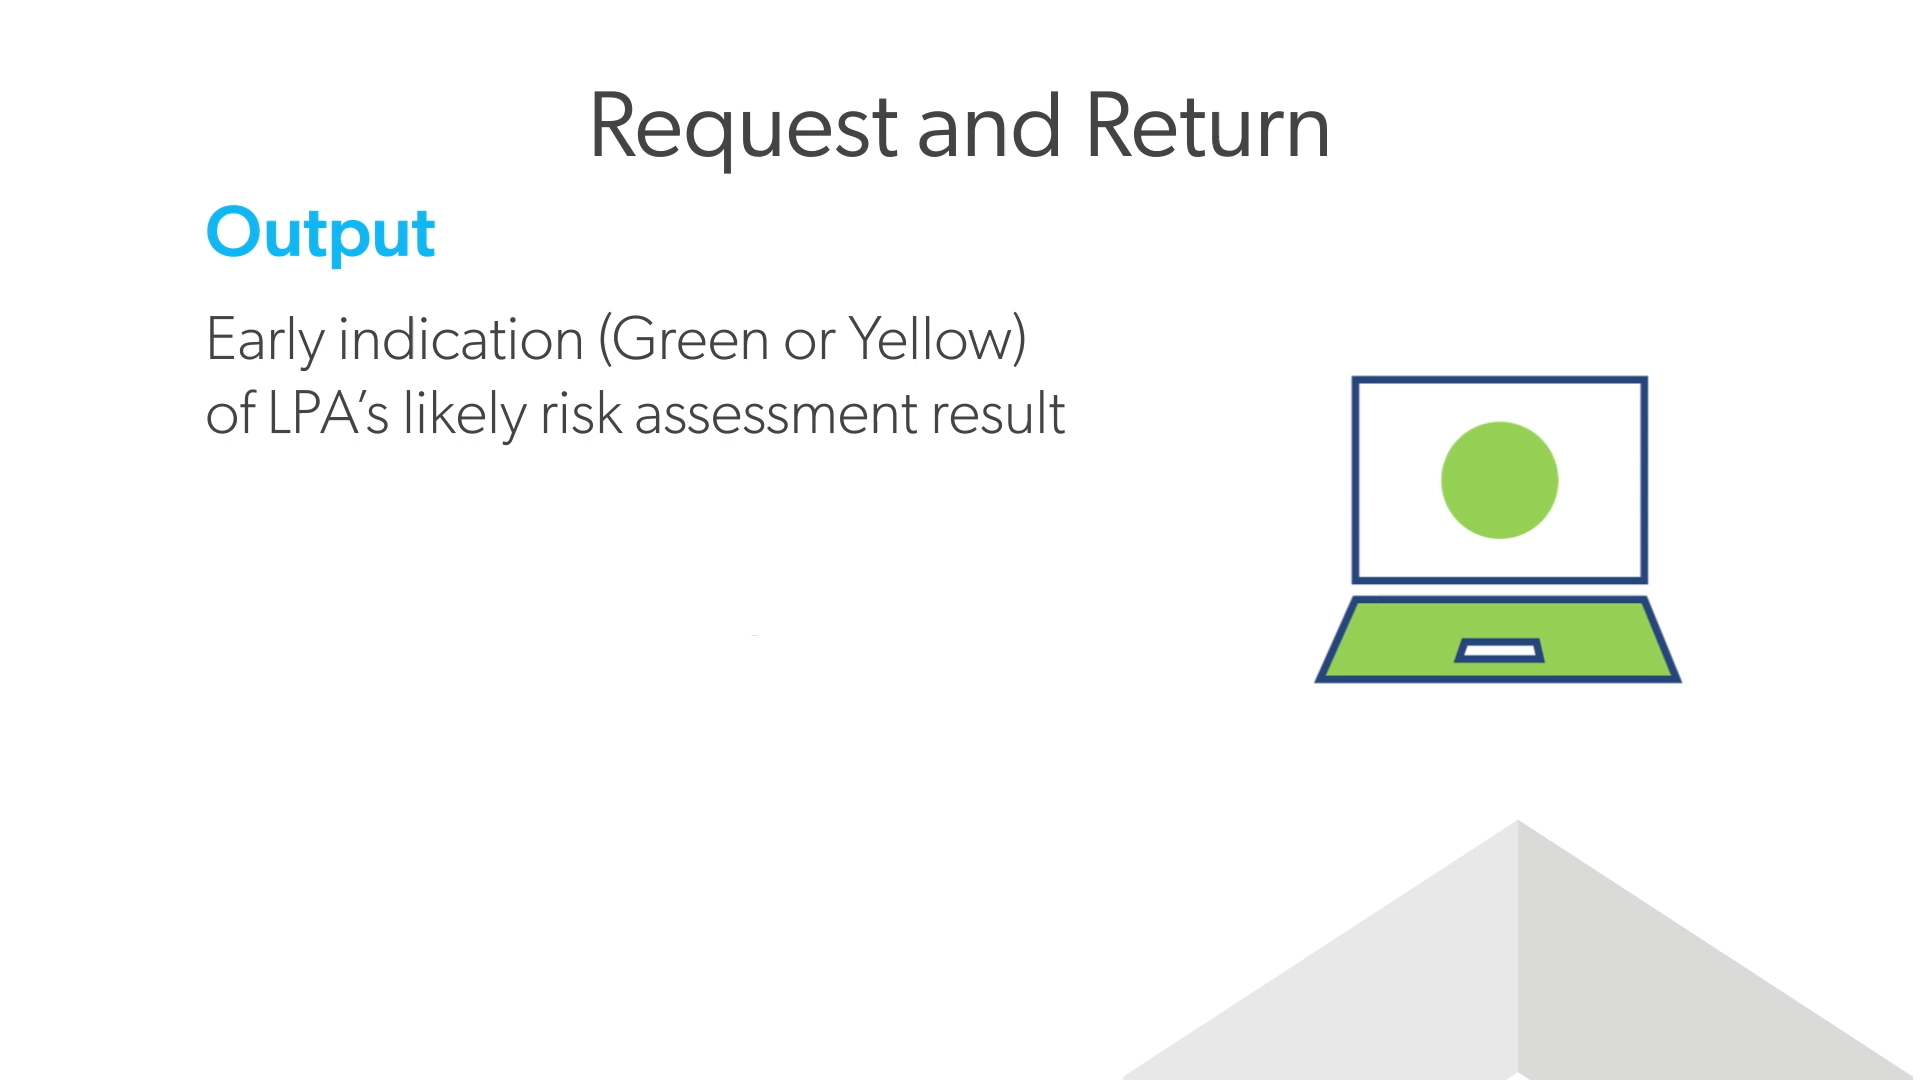 Request and Return
Output
Early indication (Green or Yellow)
of LPA’s likely risk assessment result